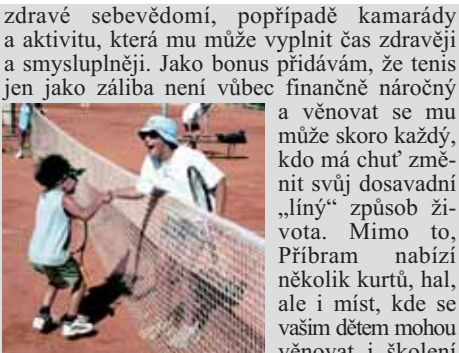 zdravé sebevědomí, popřípadě kamarády
a aktivitu, která mu může vyplnit čas zdravěji
a smysluplněji. Jako bonus přidávám, že tenis
jen jako záliba není vůbec finančně náročný
a věnovat se mu
může skoro každý,
kdo má chuť změ-
nit svůj dosavadní
„líný“ způsob ži-
vota. Mimo to,
Příbram nabízí
několik kurtů, hal,
ale i míst, kde se
vašim dětem mohou
věnovat i školení